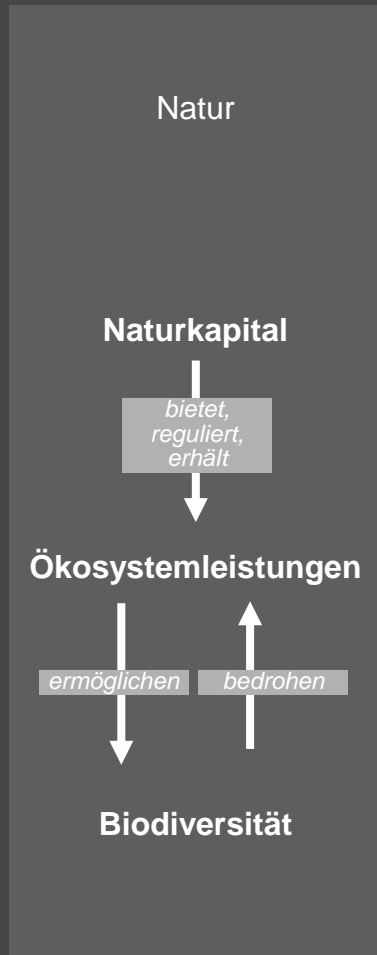 Natur
Naturkapital
bietet,
reguliert,
erhält
Ökosystemleistungen
ermöglichen
bedrohen
Biodiversität